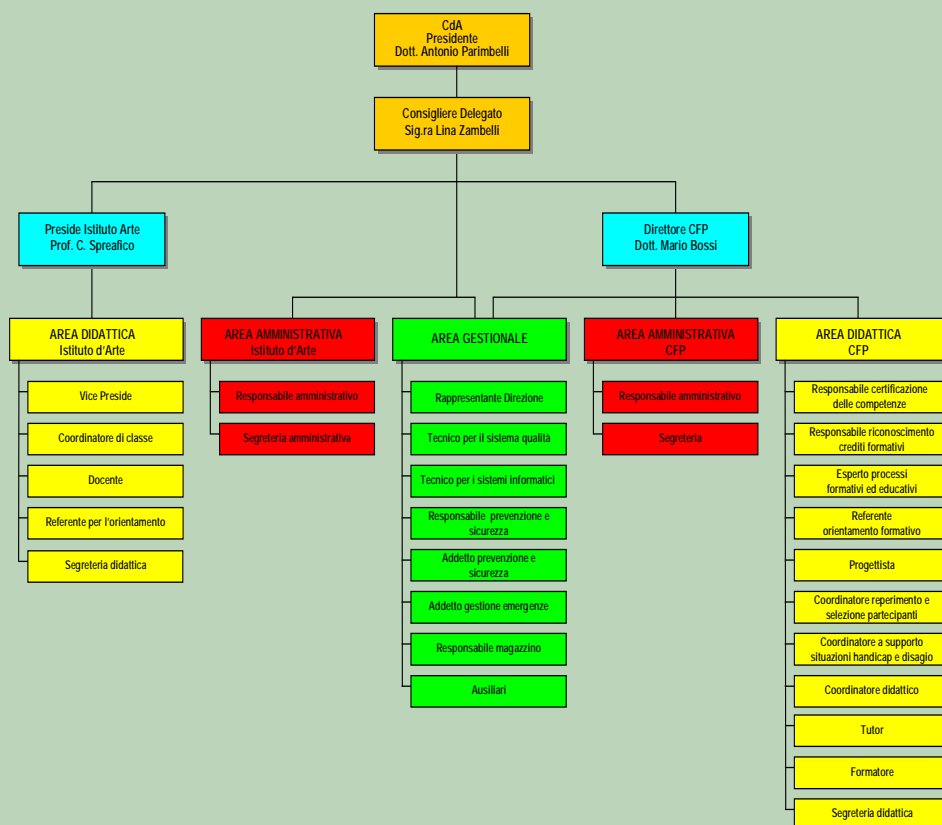 CdA
Presidente
Dott. Antonio Parimbelli
Consigliere Delegato
Sig.ra Lina Zambelli
Preside Istituto Arte
Prof. C. Spreafico
Direttore CFP
Dott. Mario Bossi
AREA DIDATTICA
Istituto d'Arte
Vice Preside
Coordinatore di classe
Docente
Referente per l'orientamento
Segreteria didattica
AREA AMMINISTRATIVA
Istituto d'Arte
Responsabile amministrativo
Segreteria amministrativa
AREA GESTIONALE
Rappresentante Direzione
Tecnico per il sistema qualità
Tecnico per i sistemi informatici
Responsabile prevenzione e
sicurezza
Addetto prevenzione e
sicurezza
Addetto gestione emergenze
Responsabile magazzino
Ausiliari
AREA AMMINISTRATIVA
CFP
Responsabile amministrativo
Segreteria
AREA DIDATTICA
CFP
Responsabile certificazione
delle competenze
Responsabile riconoscimento
crediti formativi
Esperto processi
formativi ed educativi
Referente
orientamento formativo
Progettista
Coordinatore reperimento e
selezione partecipanti
Coordinatore a supporto
situazioni handicap e disagio
Coordinatore didattico
Tutor
Formatore
Segreteria didattica